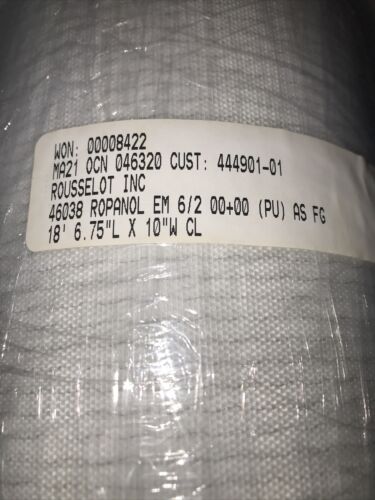 WON: 00008422
MA21 OCN 046320 CUST: 444901-01
ROUSSELOT INC
46038 ROPANOL EM 6/2 00+00 (PU) AS FG
18' 6.75"L X 10"W CL